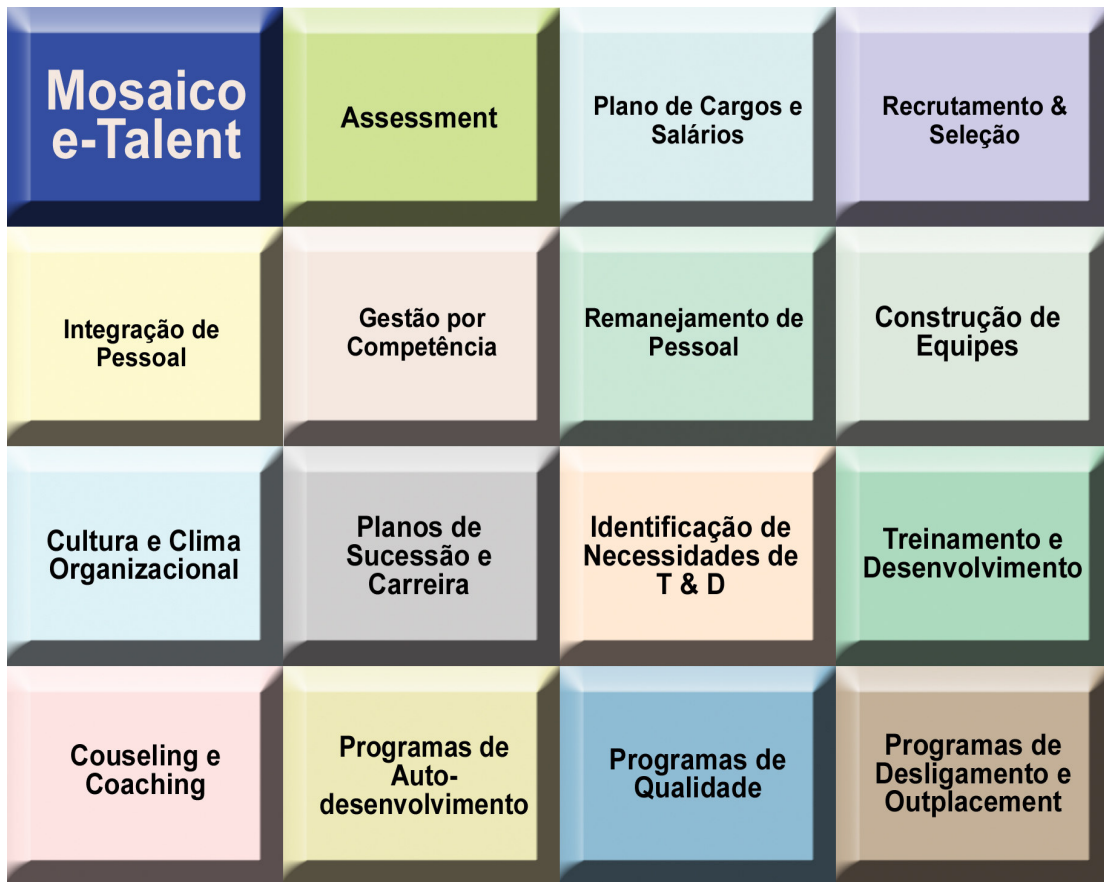 Mosaico
e-Talent
Assessment
Plano de Cargos e
Salários
Recrutamento &
Seleção
Integração de
Pessoal
Gestão por
Competência
Remanejamento de
Pessoal
Construção de
Equipes
Cultura e Clima
Organizacional
Planos de
Sucessão e
Carreira
Identificação de
Necessidades de
T & D
Treinamento e
Desenvolvimento
Couseling e
Coaching
Programas de
Auto-
desenvolvimento
Programas de
Qualidade
Programas de
Desligamento e
Outplacement